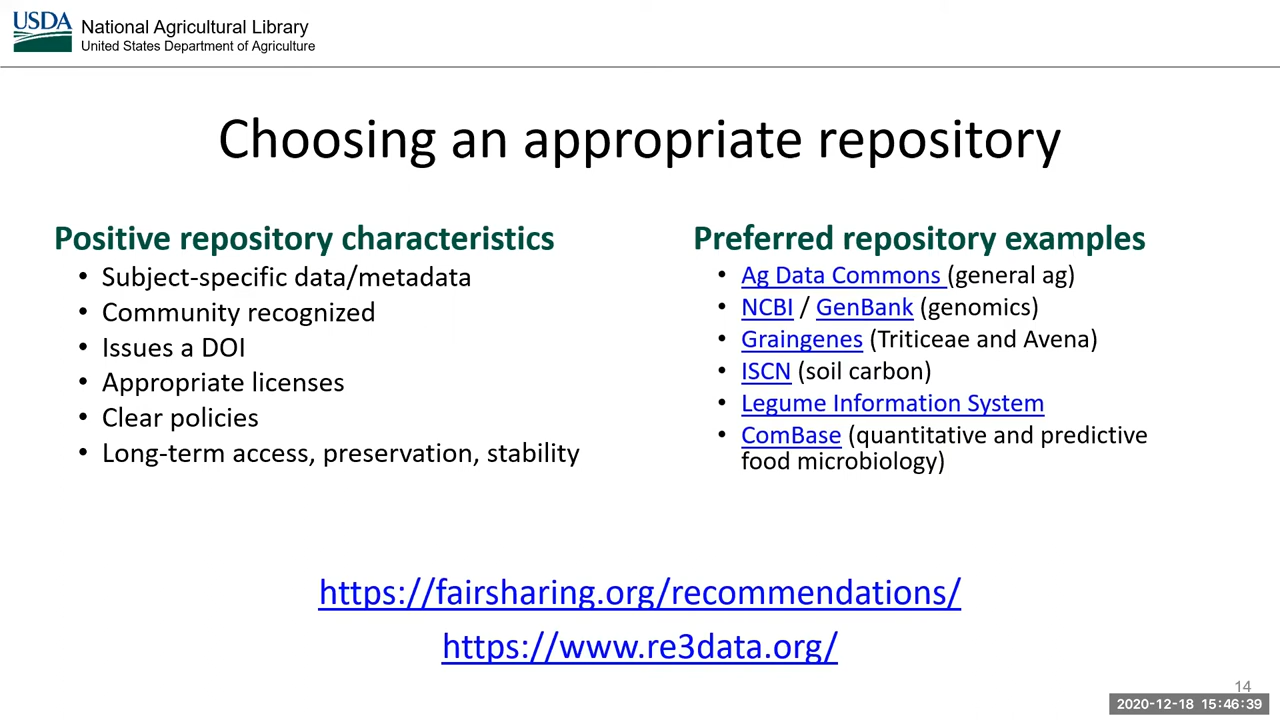 USDA
National Agricultural Library
United States Department of Agriculture
Choosing an appropriate repository
Positive repository characteristics
• Subject-specific data/metadata
• Community recognized
• Issues a DOI
• Appropriate licenses
• Clear policies
• Long-term access, preservation, stability
Preferred repository examples
• Ag Data Commons (general ag)
• NCBI / GenBank (genomics)
• Graingenes (Triticeae and Avena)
• ISCN (soil carbon)
• Legume Information System
• ComBase (quantitative and predictive
food microbiology)
https://fairsharing.org/recommendations/
https://www.re3data.org/
14
2020-12-18 15:46:39